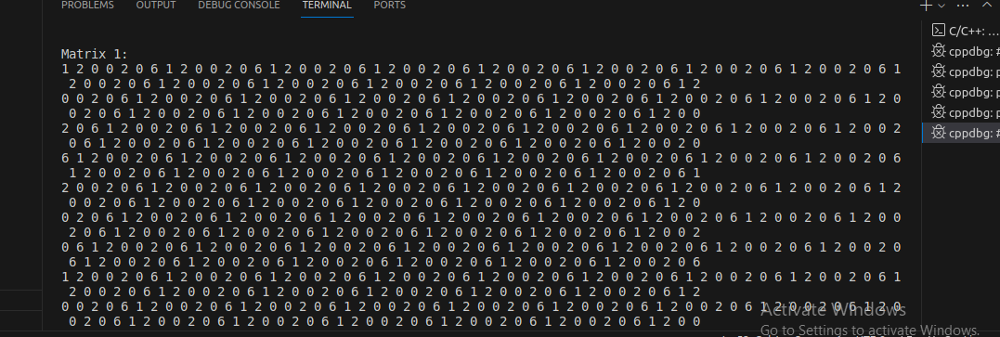 PROBLEMS OUTPUT DEBUG CONSOLE TERMINAL PORTS
Matrix 1:
1 2 0 0 2 0 6 1 2 0 0 2 0 6 1 2 0 0 2 0 6 1 2 0 0 2 0 6 1 2 0 0 2 0 6 1 2 0 0 2 0 6 1 2 0 0 2 0 6 1 2 0 0 2 0 6 1
2 0 0 2 0 6 1 2 0 0 2 0 6 1 2 0 0 2 0 6 1 2 0 0 2 0 6 1 2 0 0 2 0 6 1 2 0 0 2 0 6 1 2
0 0 2 0 6 1 2 0 0 2 0 6 1 2 0 0 2 0 6 1 2 0 0 2 0 6 1 2 0 0 2 0 6 1 2 0 0 2 0 6 1 2 0 0 2 0 6 1 2 0 0 2 0 6 1 2 0
0 2 0 6 1 2 0 0 2 0 6 1 2 0 0 2 0 6 1 2 0 0 2 0 6 1 2 0 0 2 0 6 1 2 0 0 2 0 6 1 2 0 0
2 0 6 1 2 0 0 2 0 6 1 2 0 0 2 0 6 1 2 0 0 2 0 6 1 2 0 0 2 0 6 1 2 0 0 2 0 6 1 2 0 0 2 0 6 1 2 0 0 2 0 6 1 2 0 0 2
0 6 1 2 0 0 2 0 6 1 2 0 0 2 0 6 1 2 0 0 2 0 6 1 2 0 0 2 0 6 1 2 0 0 2 0 6 1 2 0 0 2 0
6 1 2 0 0 2 0 6 1 2 0 0 2 0 6 1 2 0 0 2 0 6 1 2 0 0 2 0 6 1 2 0 0 2 0 6 1 2 0 0 2 0 6 1 2 0 0 2 0 6 1 2 0 0 2 0 6
1 2 0 0 2 0 6 1 2 0 0 2 0 6 1 2 0 0 2 0 6 1 2 0 0 2 0 6 1 2 0 0 2 0 6 1 2 0 0 2 0 6 1
2 0 0 2 0 6 1 2 0 0 2 0 6 1 2 0 0 2 0 6 1 2 0 0 2 0 6 1 2 0 0 2 0 6 1 2 0 0 2 0 6 1 2 0 0 2 0 6 1 2 0 0 2 0 6 1 2
0 0 2 0 6 1 2 0 0 2 0 6 1 2 0 0 2 0 6 1 2 0 0 2 0 6 1 2 0 0 2 0 6 1 2 0 0 2 0 6 1 2 0
0 2 0 6 1 2 0 0 2 0 6 1 2 0 0 2 0 6 1 2 0 0 2 0 6 1 2 0 0 2 0 6 1 2 0 0 2 0 6 1 2 0 0 2 0 6 1 2 0 0 2 0 6 1 2 0 0
2 0 6 1 2 0 0 2 0 6 1 2 0 0 2 0 6 1 2 0 0 2 0 6 1 2 0 0 2 0 6 1 2 0 0 2 0 6 1 2 0 0 2
0 6 1 2 0 0 2 0 6 1 2 0 0 2 0 6 1 2 0 0 2 0 6 1 2 0 0 2 0 6 1 2 0 0 2 0 6 1 2 0 0 2 0 6 1 2 0 0 2 0 6 1 2 0 0 2 0
6 1 2 0 0 2 0 6 1 2 0 0 2 0 6 1 2 0 0 2 0 6 1 2 0 0 2 0 6 1 2 0 0 2 0 6 1 2 0 0 2 0 6
1 2 0 0 2 0 6 1 2 0 0 2 0 6 1 2 0 0 2 0 6 1 2 0 0 2 0 6 1 2 0 0 2 0 6 1 2 0 0 2 0 6 1 2 0 0 2 0 6 1 2 0 0 2 0 6 1
2 0 0 2 0 6 1 2 0 0 2 0 6 1 2 0 0 2 0 6 1 2 0 0 2 0 6 1 2 0 0 2 0 6 1 2 0 0 2 0 6 1 2
0 0 2 0 6 1 2 0 0 2 0 6 1 2 0 0 2 0 6 1 2 0 0 2 0 6 1 2 0 0 2 0 6 1 2 0 0 2 0 6 1 2 0 0 2 0 6 1 2 0 0 2 0 6 1 2 0
0 2 0 6 1 2 0 0 2 0 6 1 2 0 0 2 0 6 1 2 0 0 2 0 6 1 2 0 0 2 0 6 1 2 0 0 2 0 6 1 2 0 0
C/C++: ...
cppdbg: #
cppdbg: p
cppdbg: p
cppdbg: p
cppdbg: #
Activate Windows
Go to Settings to activate Windows.